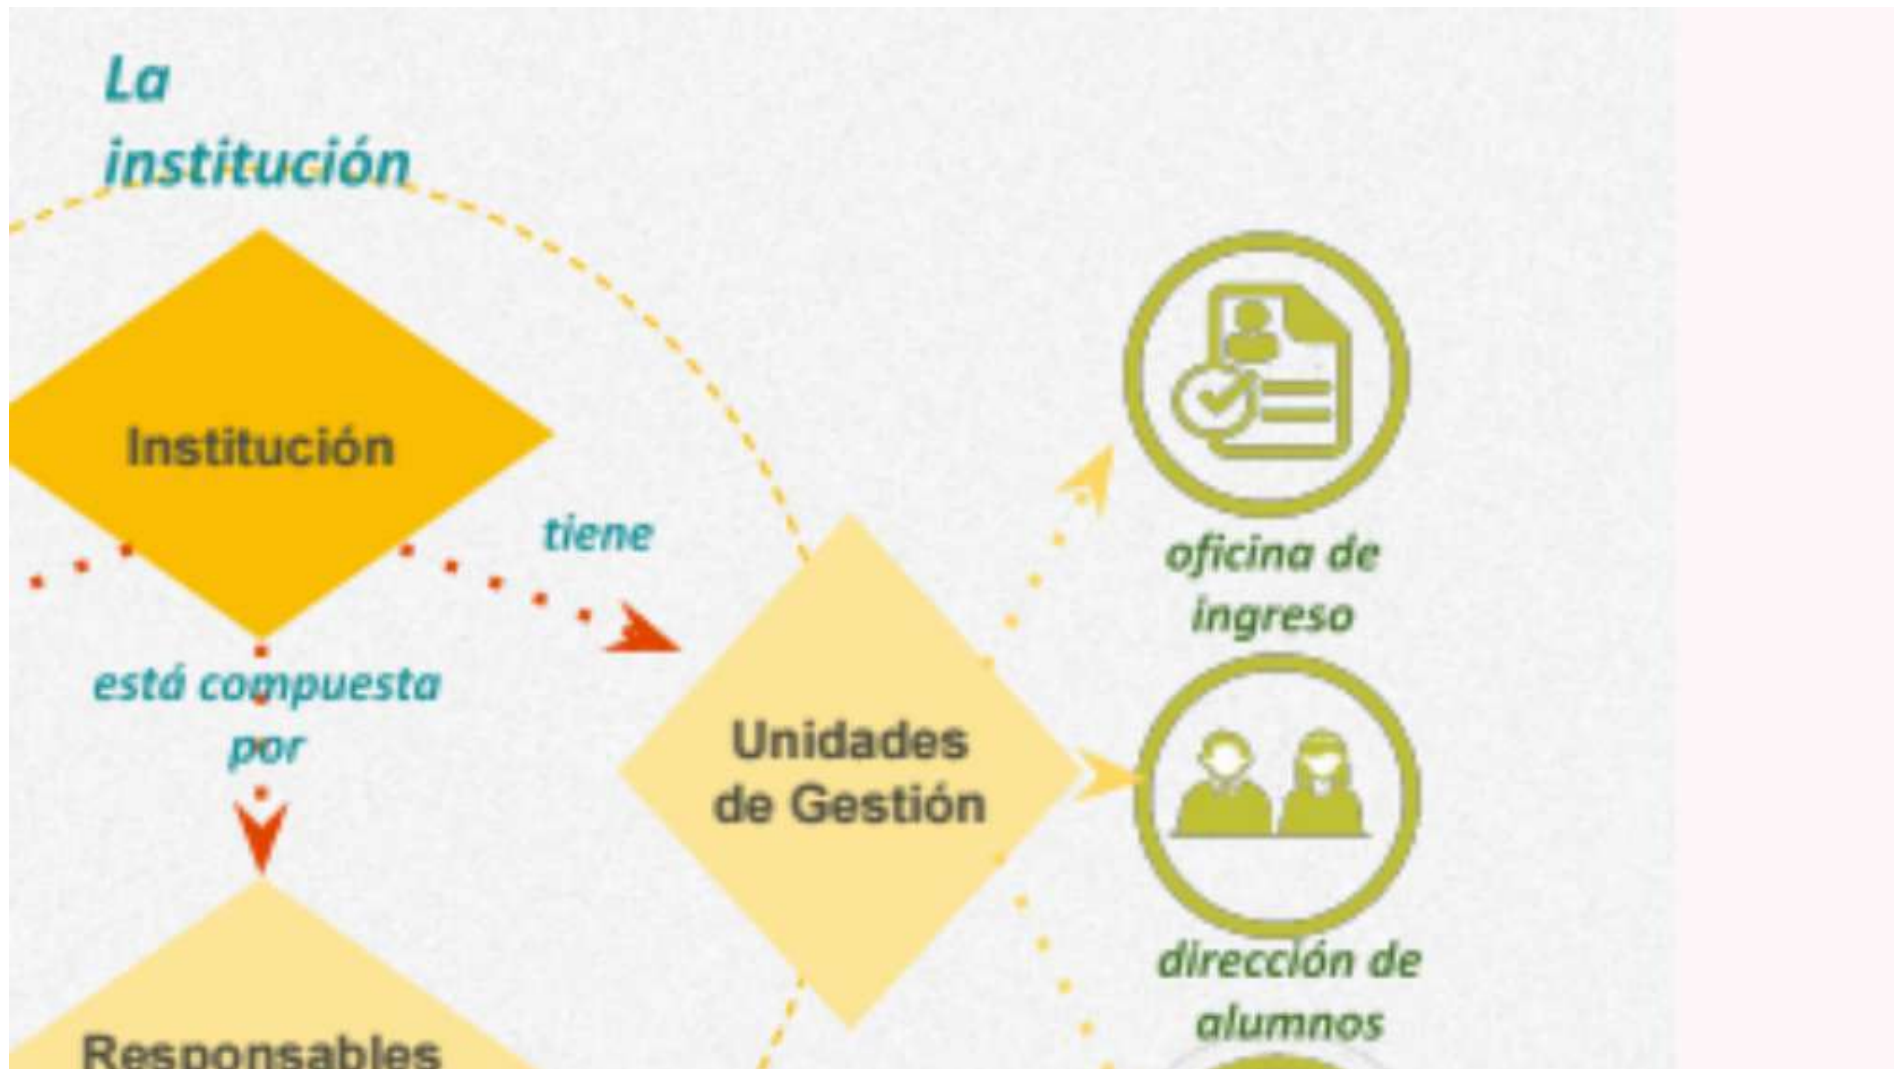 La
institución
Institución
tiene
está compuesta
por
Unidades
de Gestión
oficina de
ingreso
dirección de
alumnos
Responsables